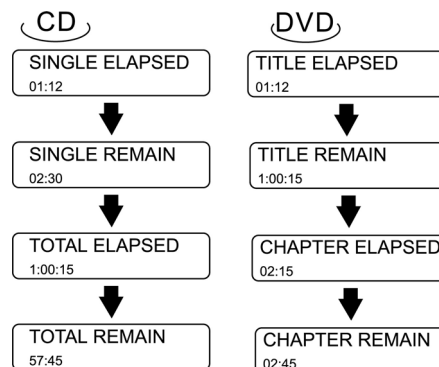 CD
SINGLE ELAPSED
01:12
SINGLE REMAIN
02:30
TOTAL ELAPSED
1:00:15
TOTAL REMAIN
57:45
DVD
TITLE ELAPSED
01:12
TITLE REMAIN
1:00:15
CHAPTER ELAPSED
02:15
CHAPTER REMAIN
02:45